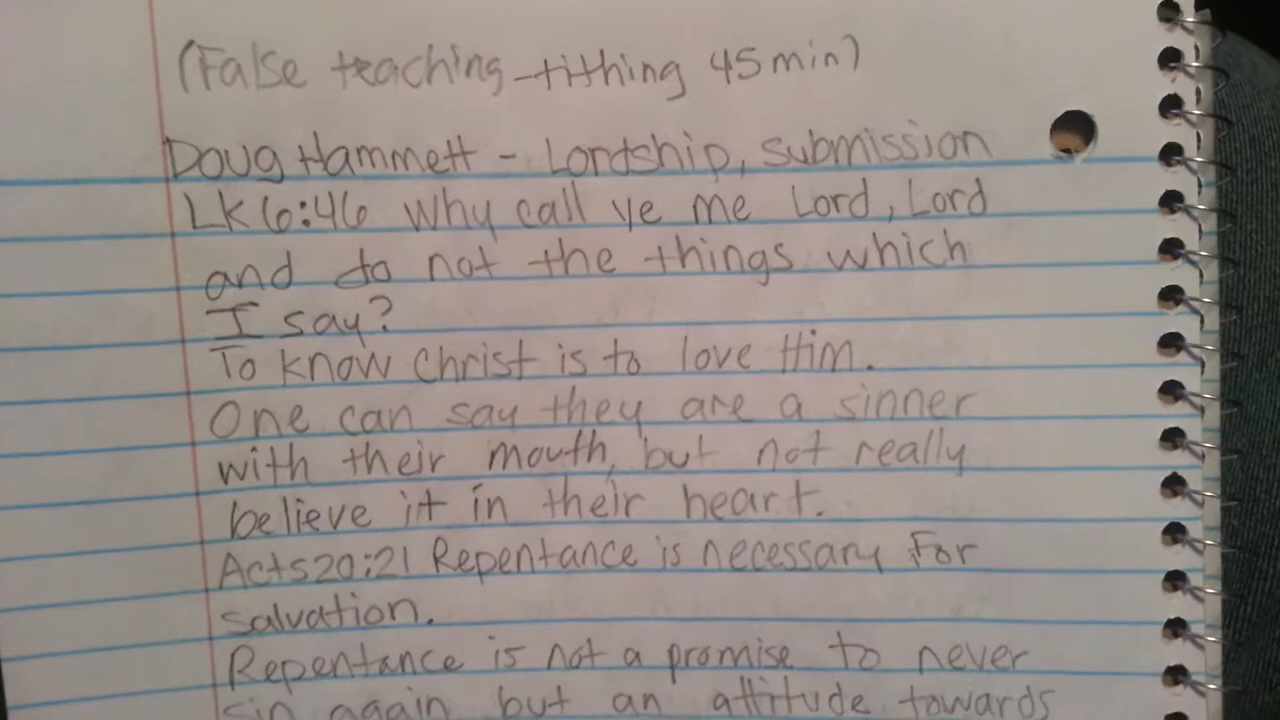 (False teaching - tithing 45 min)
Doug Hammett - Lordship, submission
LK 6:46 Why call ye me Lord, Lord
and do not the things which
I say?
To know Christ is to love Him.
One can say they are a sinner
with their mouth, but not really
believe it in their heart.
Acts 20:21 Repentance is necessary for
salvation.
Repentance is not a promise to never
sin again but an attitude towards